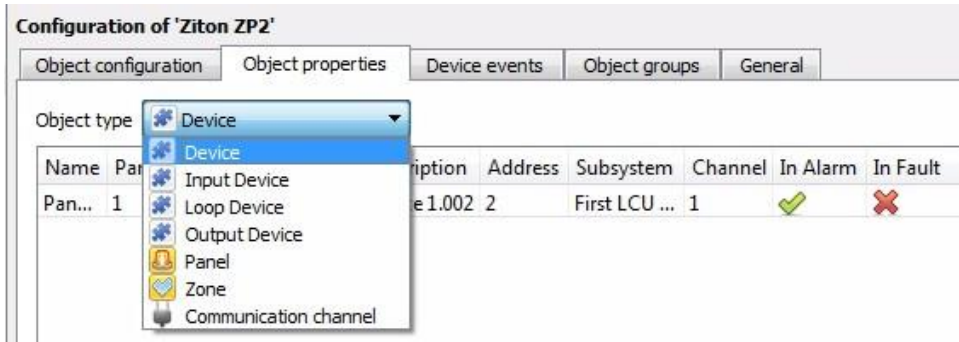 Configuration of 'Ziton ZP2'
Object configuration Object properties Device events Object groups General
Object type Device
Name Par iption Address Subsystem Channel In Alarm In Fault
Pan... 1 e 1.002 2 First LCU ... 1
Device
Input Device
Loop Device
Output Device
Panel
Zone
Communication channel